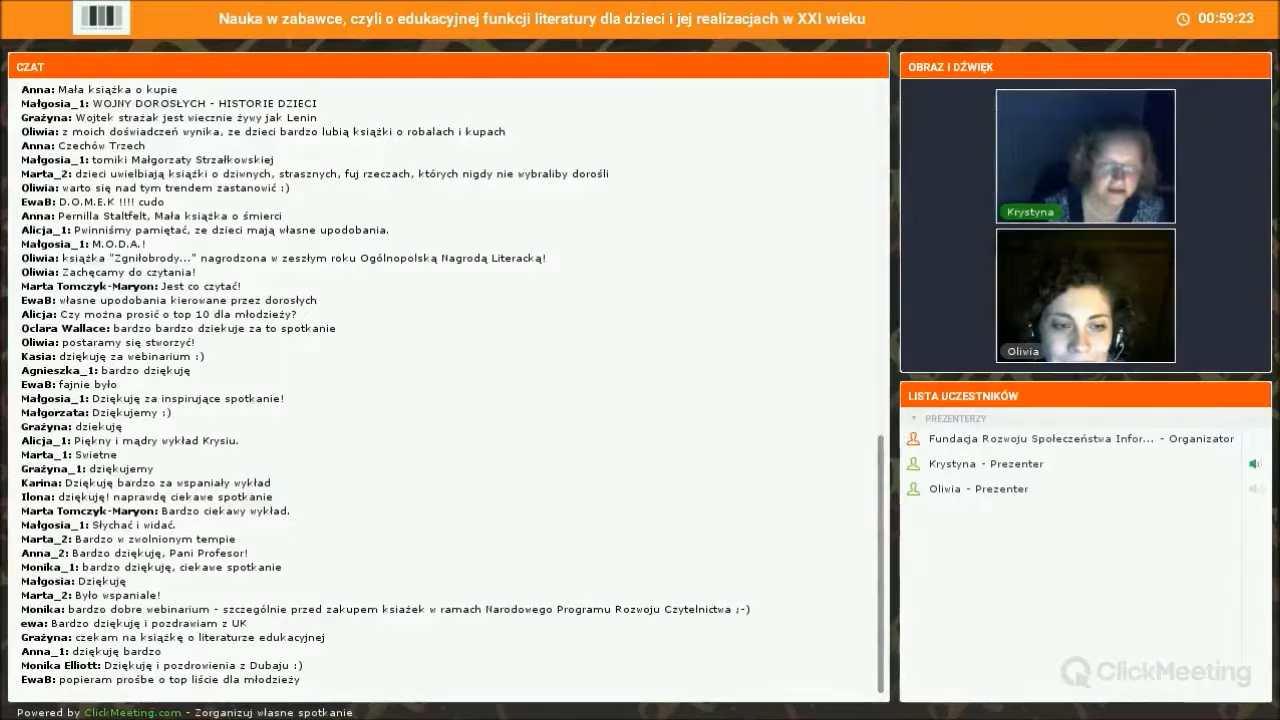 Nauka w zabawce, czyli o edukacyjnej funkcji literatury dla dzieci i jej realizacjach w XXI wieku
00:59:23
CZAT
Anna: Mała książka o kupie
Małgosia_1: WOJNY DOROSŁYCH - HISTORIE DZIECI
Grażyna: Wojtek strażak jest wiecznie żywy jak Lenin
Oliwia: z moich doświadczeń wynika, ze dzieci bardzo lubią książki o robalach i kupach
Anna: Czechów Trzech
Małgosia_1: tomiki Małgorzaty Strzałkowskiej
Marta_2: dzieci uwielbiają książki o dziwnych, strasznych, fuj rzeczach, których nigdy nie wybraliby dorośli
Oliwia: warto się nad tym trendem zastanowić :)
EwaB: D.O.M.E.K !!!! cudo
Anna: Pernilla Staltfelt, Mała książka o śmierci
Alicja_1: Pwinniśmy pamiętać, ze dzieci mają własne upodobania.
Małgosia_1: M.O.D.A.!
Oliwia: książka "Zgniłobrody..." nagrodzona w zeszłym roku Ogólnopolską Nagrodą Literacką!
Oliwia: Zachęcamy do czytania!
Marta Tomczyk-Maryon: Jest co czytać!
EwaB: własne upodobania kierowane przez dorosłych
Alicja: Czy można prosić o top 10 dla młodzieży?
Oclara Wallace: bardzo bardzo dziekuje za to spotkanie
Oliwia: postaramy się stworzyć!
Kasia: dziękuję za webinarium :)
Agnieszka_1: bardzo dziękuję
EwaB: fajnie było
Małgosia_1: Dziękuję za inspirujące spotkanie!
Małgorzata: Dziękujemy :)
Grażyna: dziekuję
Alicja_1: Piękny i mądry wykład Krysiu.
Marta_1: Swietne
Grażyna_1: dziękujemy
Karina: Dziękuję bardzo za wspaniały wykład
Ilona: dziękuję! naprawdę ciekawe spotkanie
Marta Tomczyk-Maryon: Bardzo ciekawy wykład.
Małgosia_1: Słychać i widać.
Marta_2: Bardzo w zwolnionym tempie
Anna_2: Bardzo dziękuję, Pani Profesor!
Monika_1: bardzo dziękuję, ciekawe spotkanie
Małgosia: Dziękuję
Marta_2: Było wspaniale!
Monika: bardzo dobre webinarium - szczególnie przed zakupem ksiażek w ramach Narodowego Programu Rozwoju Czytelnictwa ;-)
ewa: Bardzo dziękuję i pozdrawiam z UK
Grażyna: czekam na książkę o literaturze edukacyjnej
Anna_1: dziękuję bardzo
Monika Elliott: Dziękuję i pozdrowienia z Dubaju :)
EwaB: popieram prośbe o top liście dla młodzieży
Powered by ClickMeeting.com - Zorganizuj własne spotkanie
OBRAZ I DŹWIĘK
Krystyna
Oliwia
LISTA UCZESTNIKÓW
PREZENTERZY
Fundacja Rozwoju Społeczeństwa Infor... - Organizator
Krystyna - Prezenter
Oliwia - Prezenter
ClickMeeting